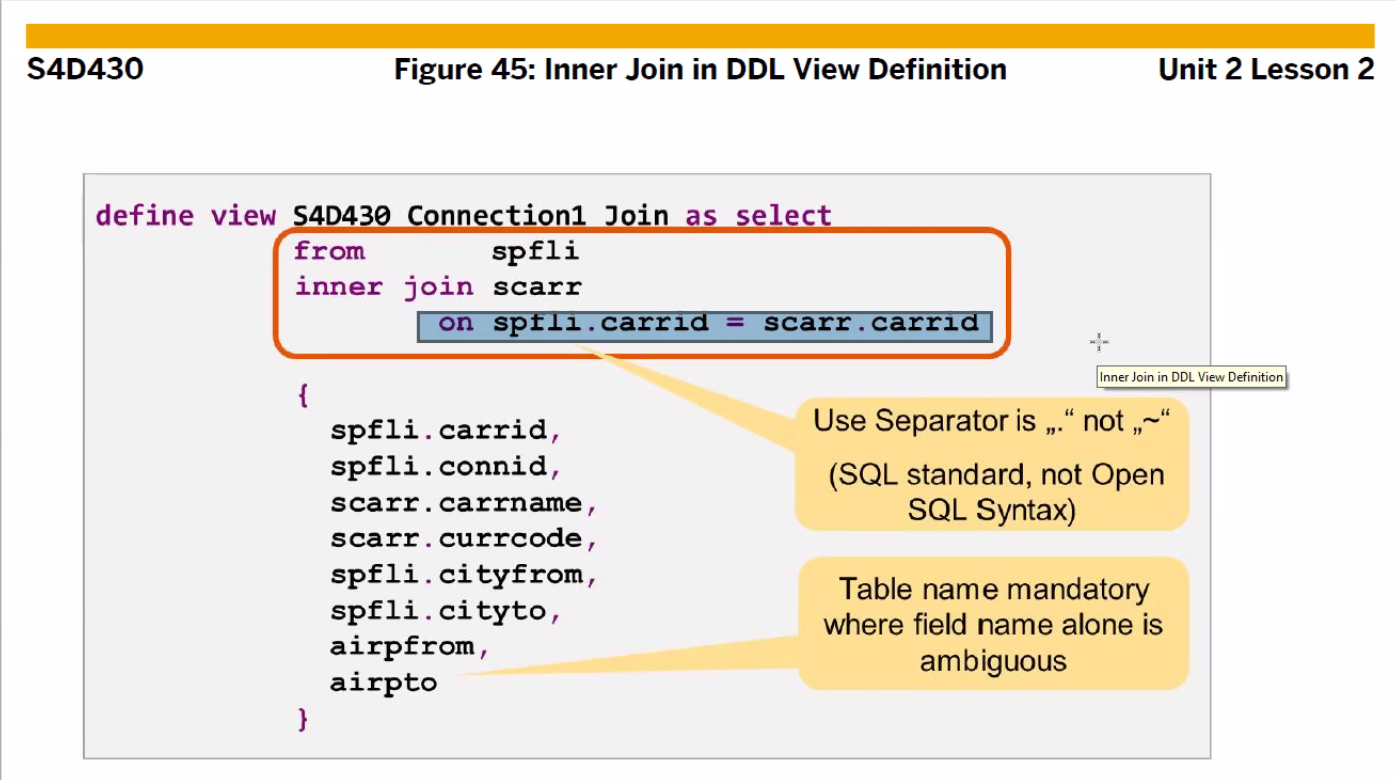 S4D430 Figure 45: Inner Join in DDL View Definition Unit 2 Lesson 2
define view S4D430 Connection1 Join as select
from spfli
inner join scarr
on spfli.carrid = scarr.carrid
Inner Join in DDL View Definition
{
spfli.carrid,
spfli.connid,
scarr.carrname,
scarr.currcode,
spfli.cityfrom,
spfli.cityto,
airpfrom,
airpto
}
Use Separator is „.“ not „~“
(SQL standard, not Open
SQL Syntax)
Table name mandatory
where field name alone is
ambiguous